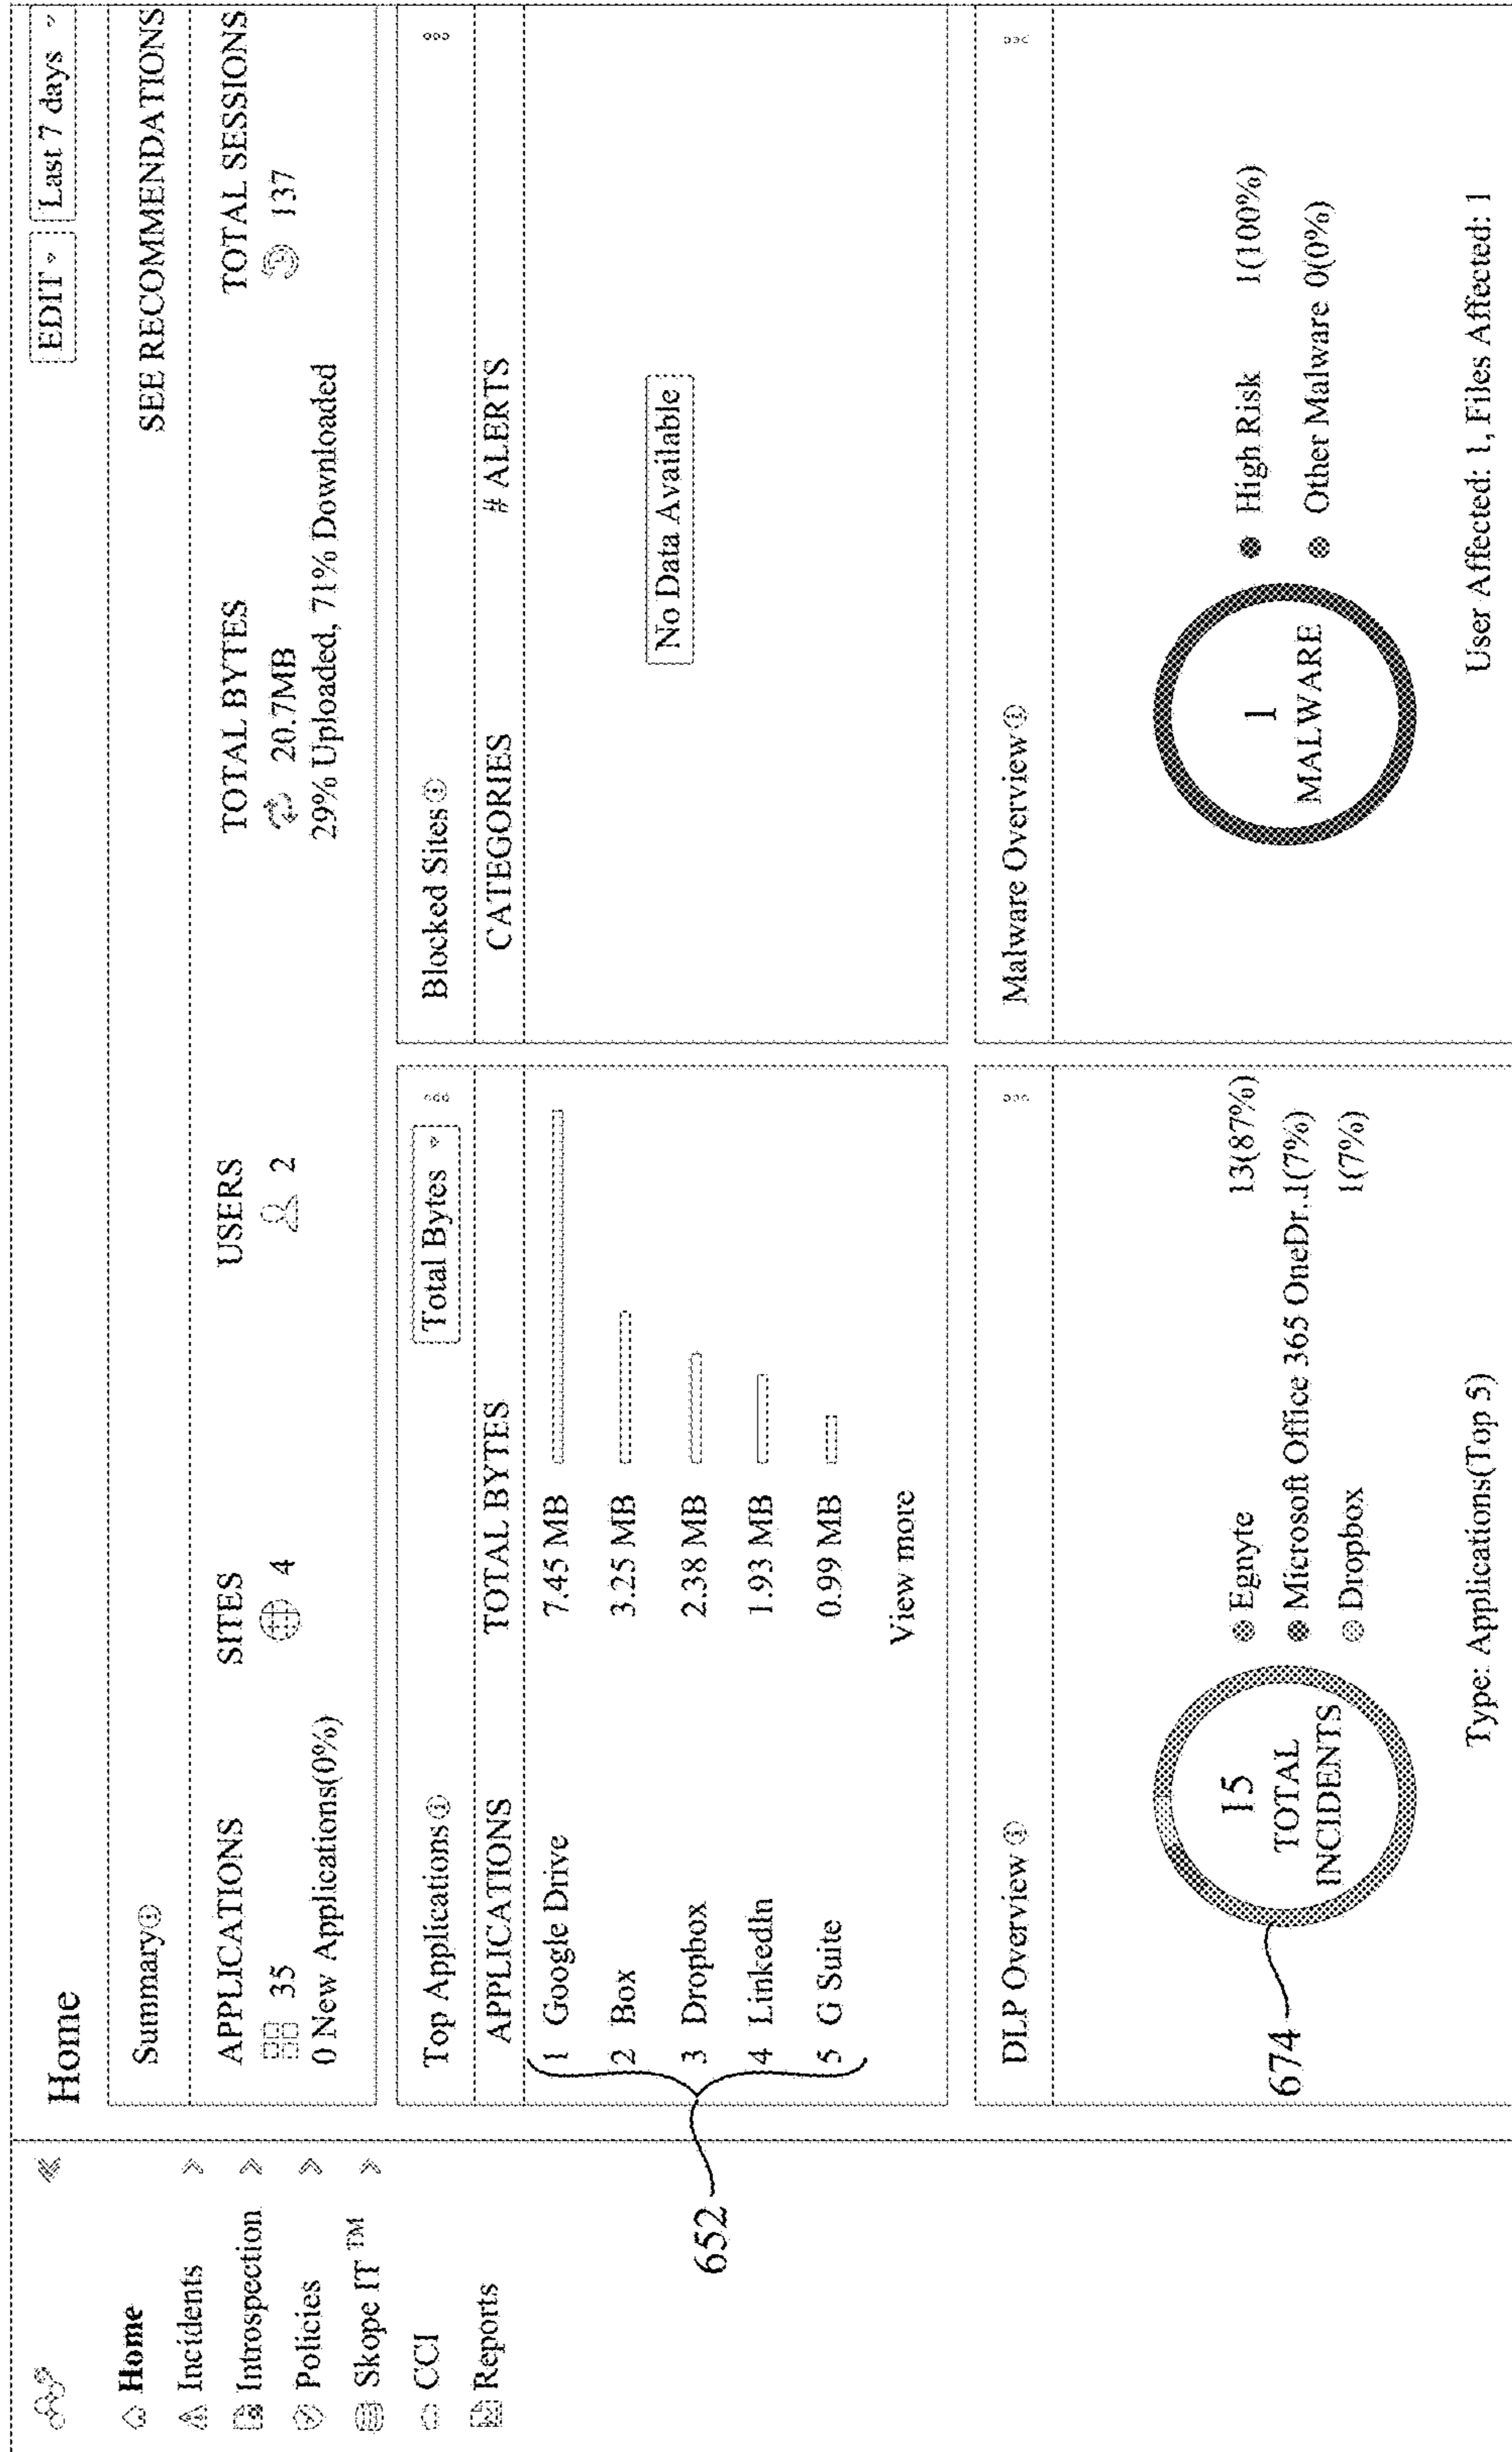 Home
Incidents
Introspection
Policies
Skope IT ™
CCI
Reports
Home
EDIT
Last 7 days
Summary
SEE RECOMMENDATIONS
APPLICATIONS
35
0 New Applications(0%)
SITES
4
USERS
2
TOTAL BYTES
20.7MB
29% Uploaded, 71% Downloaded
TOTAL SESSIONS
137
Top Applications
Total Bytes
APPLICATIONS TOTAL BYTES
1 Google Drive 7.45 MB
2 Box 3.25 MB
3 Dropbox 2.38 MB
4 LinkedIn 1.93 MB
5 G Suite 0.99 MB
View more
652
Blocked Sites
CATEGORIES # ALERTS
No Data Available
DLP Overview
674
15
TOTAL
INCIDENTS
Egnyte 13(87%)
Microsoft Office 365 OneDr..1(7%)
Dropbox 1(7%)
Type: Applications(Top 5)
Malware Overview
1
MALWARE
High Risk 1(100%)
Other Malware 0(0%)
User Affected: 1, Files Affected: 1